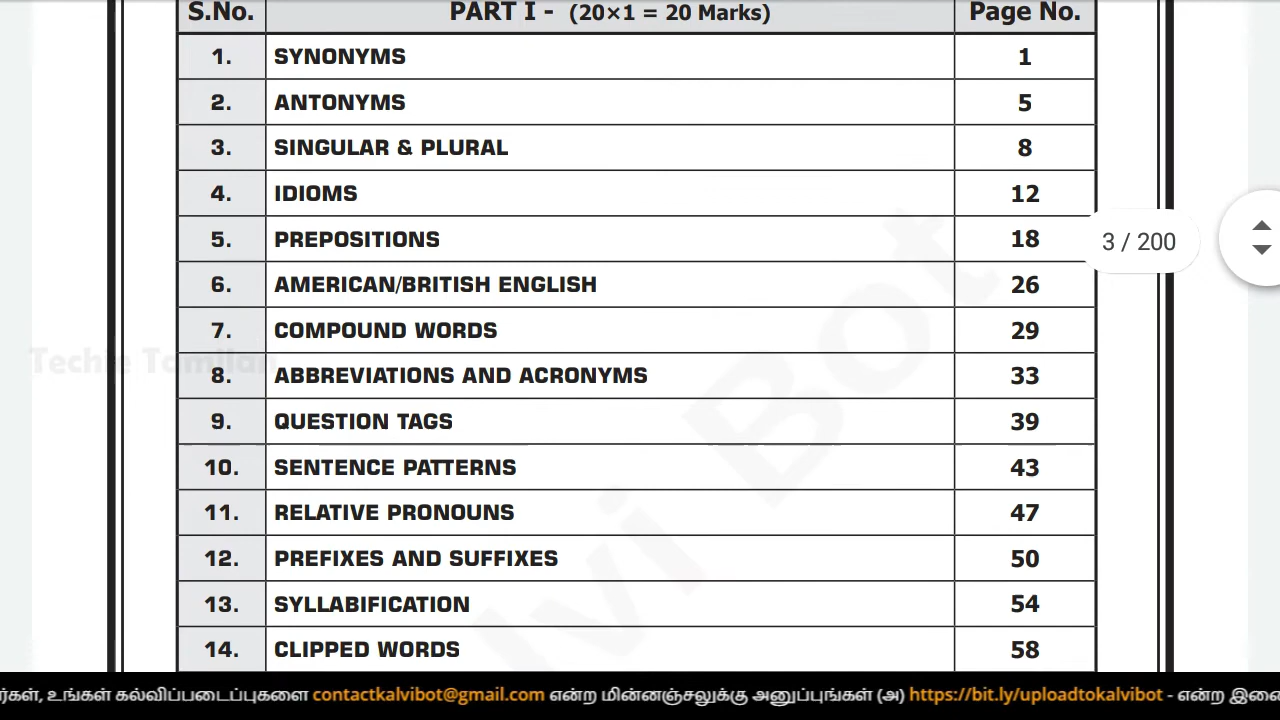 S.No. PART I - (20×1 = 20 Marks) Page No.
1. SYNONYMS 1
2. ANTONYMS 5
3. SINGULAR & PLURAL 8
4. IDIOMS 12
5. PREPOSITIONS 18
3 / 200
6. AMERICAN/BRITISH ENGLISH 26
7. COMPOUND WORDS 29
Techie Tamilan
8. ABBREVIATIONS AND ACRONYMS 33
9. QUESTION TAGS 39
10. SENTENCE PATTERNS 43
11. RELATIVE PRONOUNS 47
12. PREFIXES AND SUFFIXES 50
13. SYLLABIFICATION 54
14. CLIPPED WORDS 58
lvi Bot
உங்கள் கல்விப்படைப்புகளை contactkalvibot@gmail.com என்ற மின்னஞ்சலுக்கு அனுப்புங்கள் (அ) https://bit.ly/uploadtokalvibot - என்ற